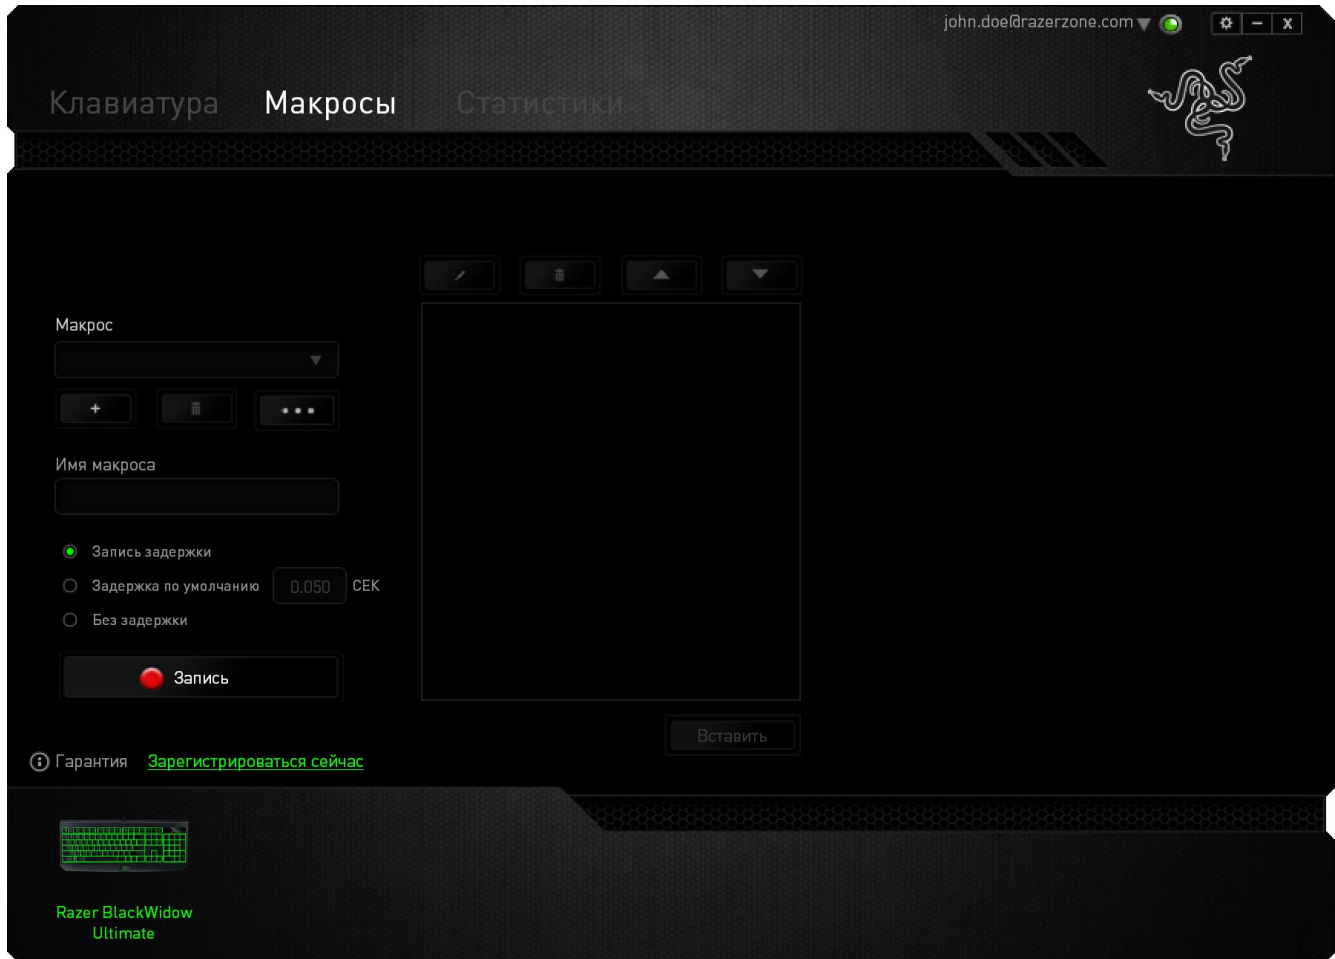 john.doe@razerzone.com
Клавиатура Макросы Статистики
Макрос
Имя макроса
Запись задержки
Задержка по умолчанию 0.050 СЕК
Без задержки
Запись
Вставить
Гарантия Зарегистрироваться сейчас
Razer BlackWidow
Ultimate